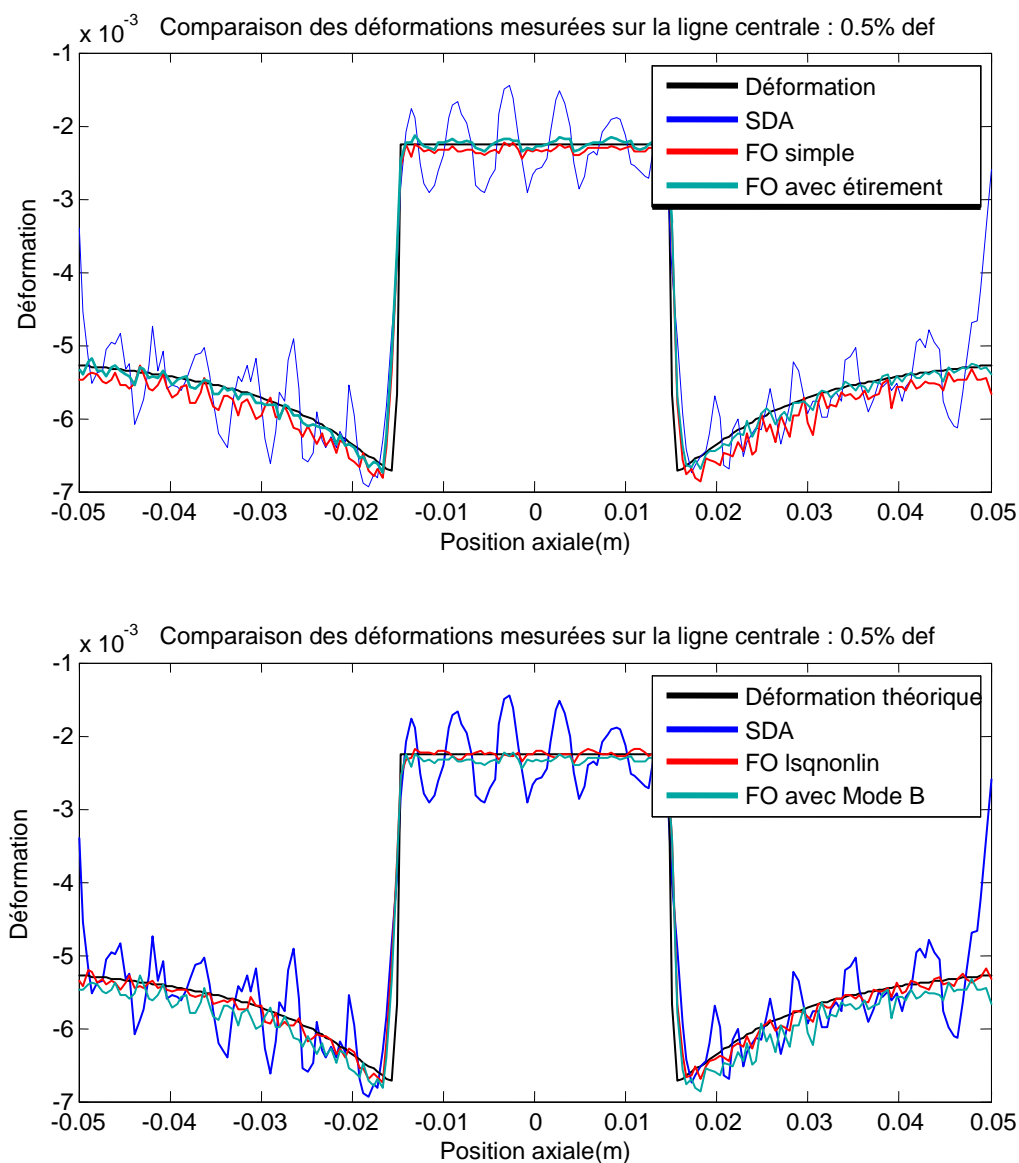 x 10-3
Comparaison des déformations mesurées sur la ligne centrale : 0.5% def
-1
-2
-3
-4
-5
-6
-7
Déformation
Déformation
SDA
FO simple
FO avec étirement
-0.05 -0.04 -0.03 -0.02 -0.01 0 0.01 0.02 0.03 0.04 0.05
Position axiale(m)
x 10-3
Comparaison des déformations mesurées sur la ligne centrale : 0.5% def
-1
-2
-3
-4
-5
-6
-7
Déformation
Déformation théorique
SDA
FO lsqnonlin
FO avec Mode B
-0.05 -0.04 -0.03 -0.02 -0.01 0 0.01 0.02 0.03 0.04 0.05
Position axiale(m)